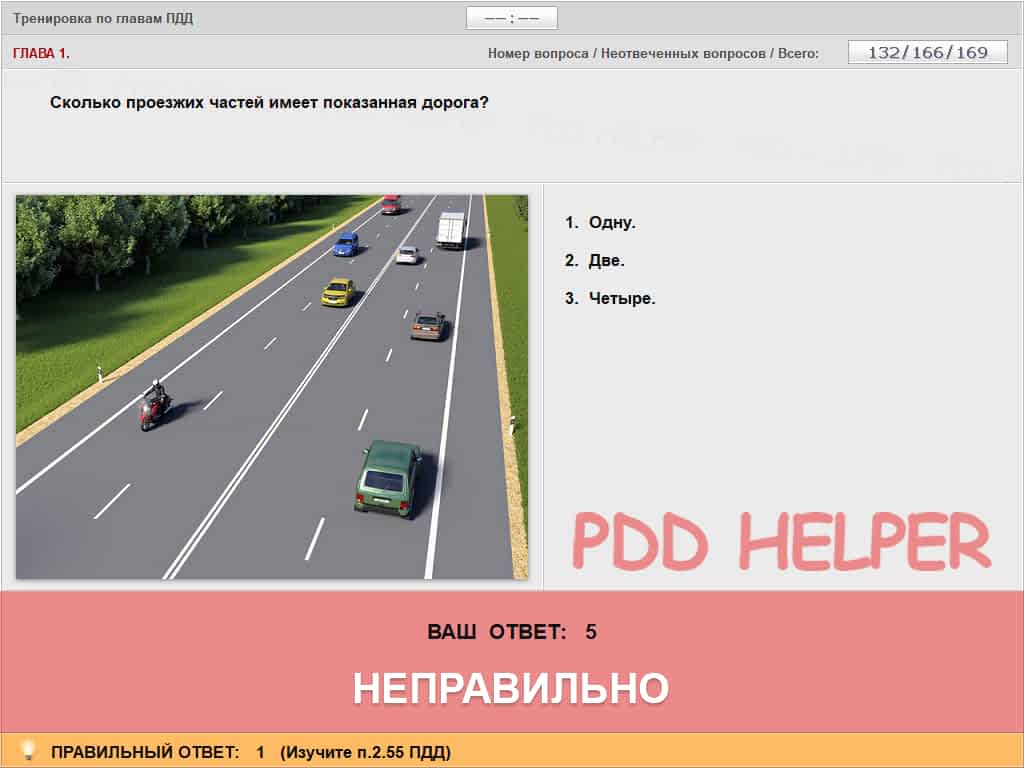 Тренировка по главам ПДД
—— : ——
ГЛАВА 1.
Номер вопроса / Неотвеченных вопросов / Всего:
132/166/169
Сколько проезжих частей имеет показанная дорога?
1. Одну.
2. Две.
3. Четыре.
PDD HELPER
ВАШ ОТВЕТ: 5
НЕПРАВИЛЬНО
ПРАВИЛЬНЫЙ ОТВЕТ: 1 (Изучите п.2.55 ПДД)